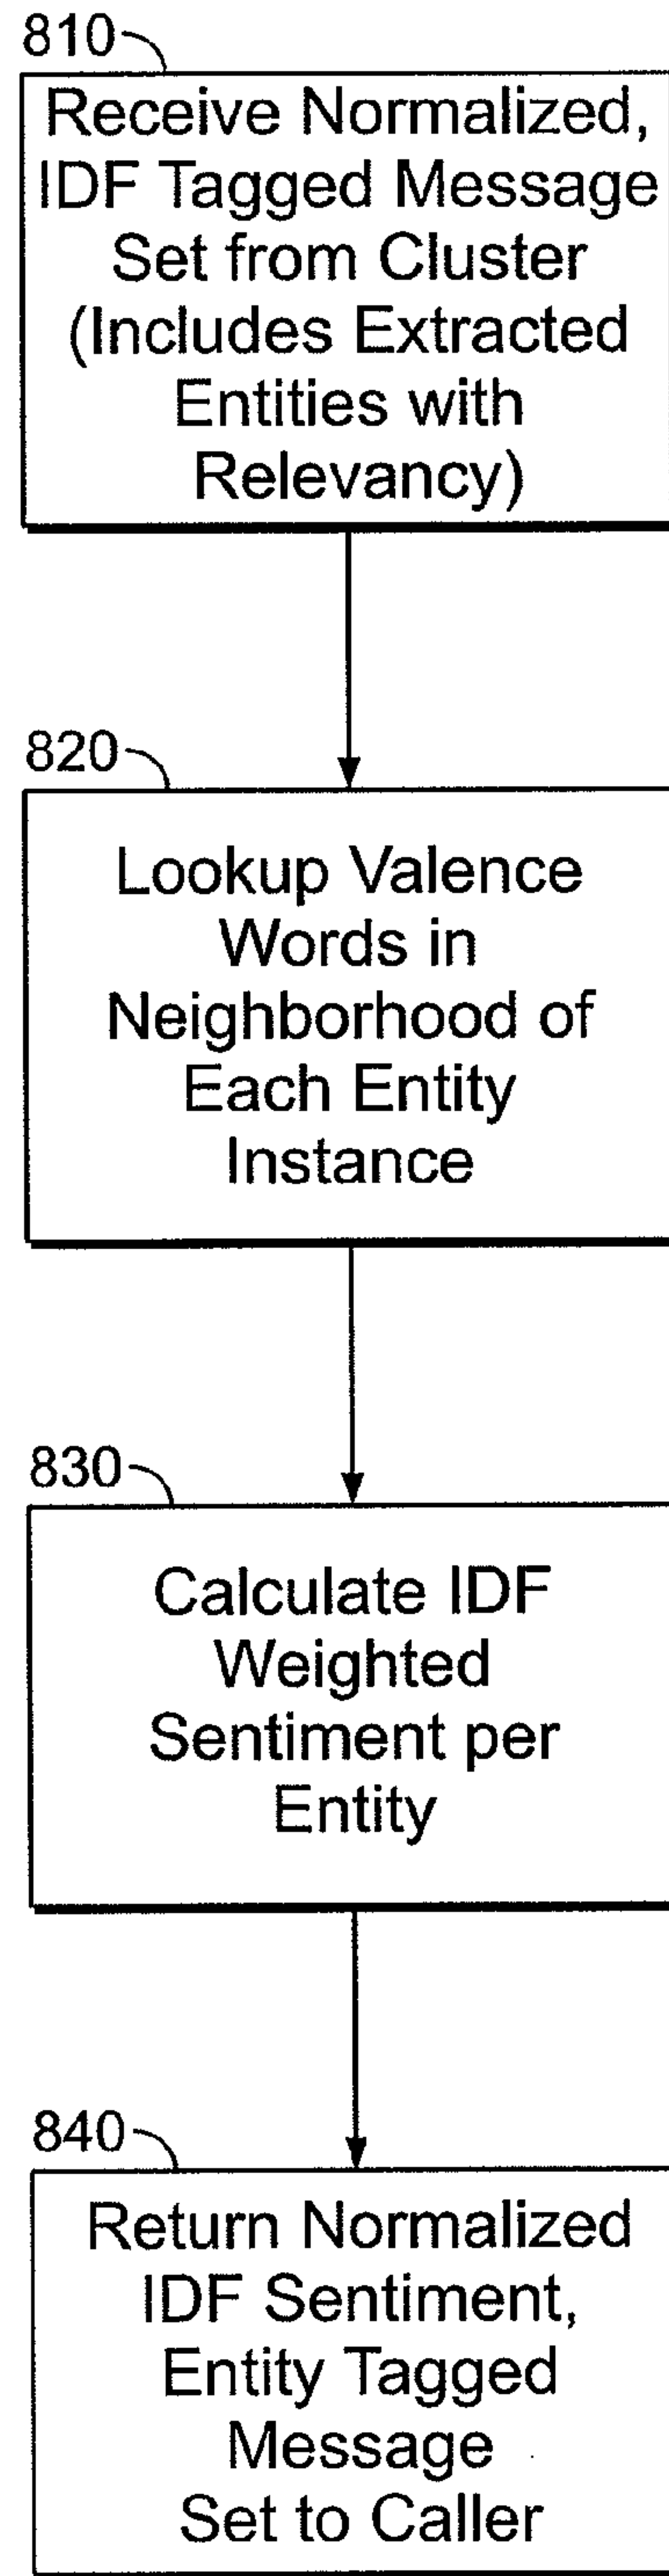 810
Receive Normalized,
IDF Tagged Message
Set from Cluster
(Includes Extracted
Entities with
Relevancy)
820
Lookup Valence
Words in
Neighborhood of
Each Entity
Instance
830
Calculate IDF
Weighted
Sentiment per
Entity
840
Return Normalized
IDF Sentiment,
Entity Tagged
Message
Set to Caller